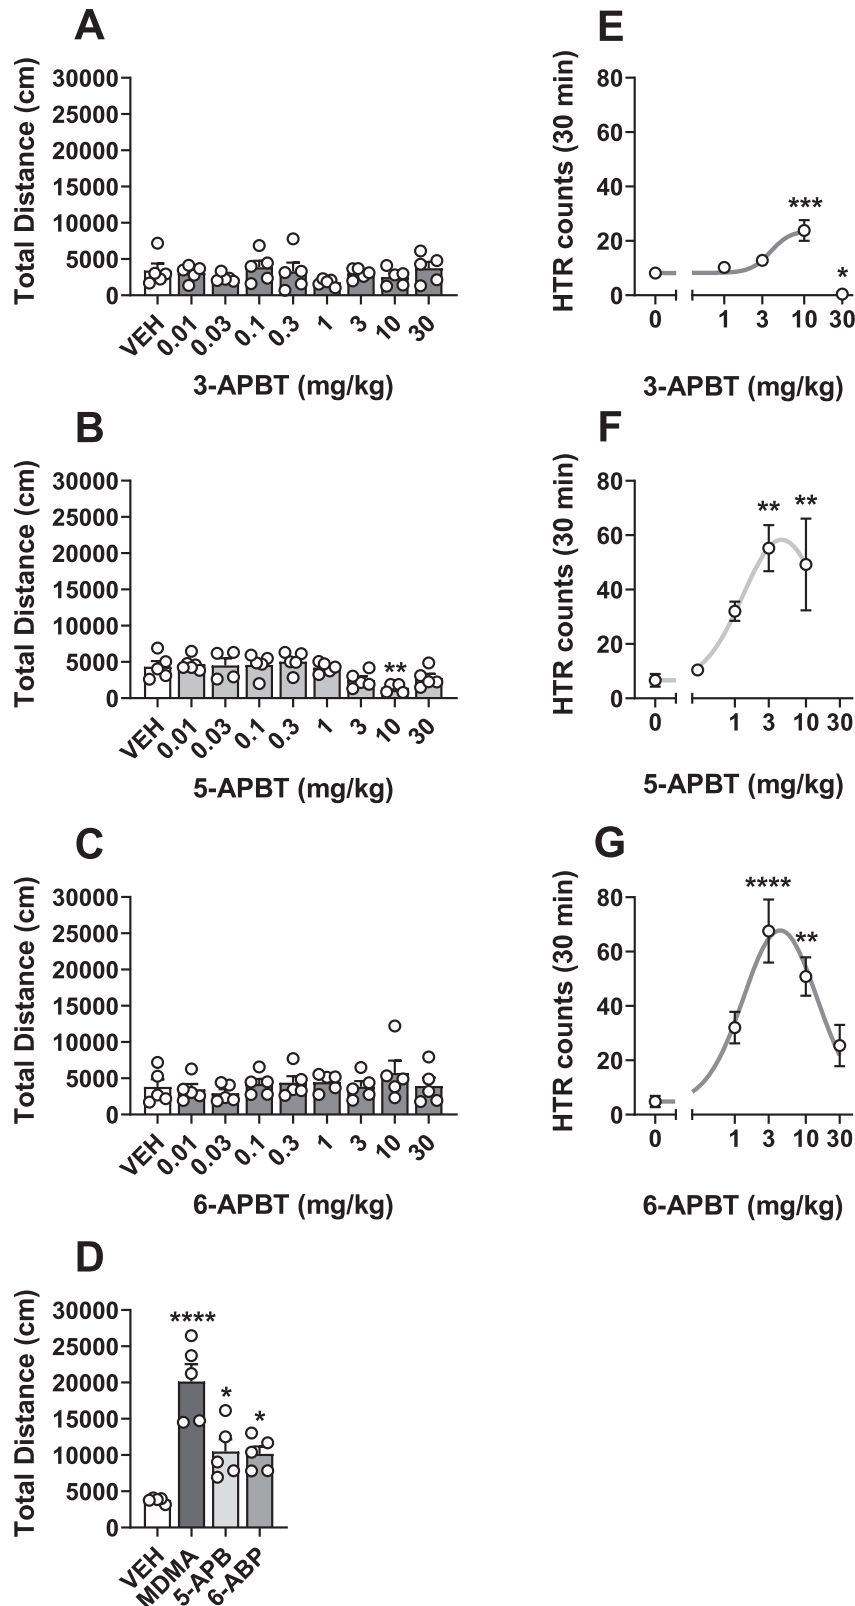 A
Total Distance (cm)
30000
25000
20000
15000
10000
5000
0
VEH 0.01 0.03 0.1 0.3 1 3 10 30
3-APBT (mg/kg)
E
HTR counts (30 min)
80
60
40
20
0
***
*
0 1 3 10 30
3-APBT (mg/kg)
B
Total Distance (cm)
30000
25000
20000
15000
10000
5000
0
**
VEH 0.01 0.03 0.1 0.3 1 3 10 30
5-APBT (mg/kg)
F
HTR counts (30 min)
80
60
40
20
0
** **
0 1 3 10 30
5-APBT (mg/kg)
C
Total Distance (cm)
30000
25000
20000
15000
10000
5000
0
VEH 0.01 0.03 0.1 0.3 1 3 10 30
6-APBT (mg/kg)
G
HTR counts (30 min)
80
60
40
20
0
****
**
0 1 3 10 30
6-APBT (mg/kg)
D
Total Distance (cm)
30000
25000
20000
15000
10000
5000
0
****
*
*
VEH MDMA 5-APB 6-ABP